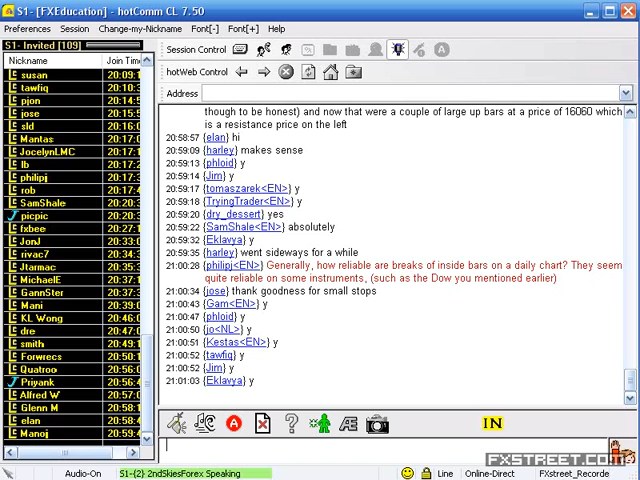 S1- [FXEducation] - hotComm CL 7.50
Preferences Session Change-my-Nickname Font[-] Font[+] Help
S1- Invited [109]
Session Control
Nickname Join Time
hotWeb Control
Address
susan 20:09:1
tawfiq 20:10:3
pjon 20:14:5
jose 20:15:3
sld 20:16:3
Mantas 20:17:0
JocelynLMC 20:17:2
lb 20:17:2
philipj 20:17:2
rob 20:17:4
SamShale 20:20:2
picpic 20:20:3
fxbee 20:27:1
JonJ 20:33:0
rivac7 20:34:2
Jtarmac 20:36:2
MichaelE 20:36:2
GannSter 20:37:2
Mani 20:39:0
KL Wong 20:46:0
dre 20:47:2
smith 20:49:1
Forwrecs 20:50:1
Quatroo 20:56:0
Priyank 20:56:4
Alfred W 20:57:0
Glenn M 20:58:0
elan 20:58:4
Manoj 20:59:4
though to be honest) and now that were a couple of large up bars at a price of 16060 which
is a resistance price on the left
20:58:57 {elan} hi
20:59:09 {harley} makes sense
20:59:13 {phloid} y
20:59:14 {Jim} y
20:59:17 {tomaszarek<EN>} y
20:59:18 {TryingTrader<EN>} y
20:59:20 {dry_dessert} yes
20:59:22 {SamShale<EN>} absolutely
20:59:32 {Eklavya} y
20:59:35 {harley} went sideways for a while
21:00:28 {philipj<EN>} Generally, how reliable are breaks of inside bars on a daily chart? They seem
quite reliable on some instruments, (such as the Dow you mentioned earlier)
21:00:34 {jose} thank goodness for small stops
21:00:43 {Gam<EN>} y
21:00:47 {phloid} y
21:00:50 {jo<NL>} y
21:00:51 {Kestas<EN>} y
21:00:52 {tawfiq} y
21:00:52 {Jim} y
21:01:03 {Eklavya} y
IN
FXSTREET.CO
Audio-On S1-{2} 2ndSkiesForex Speaking Line Online-Direct FXstreet_Recorde